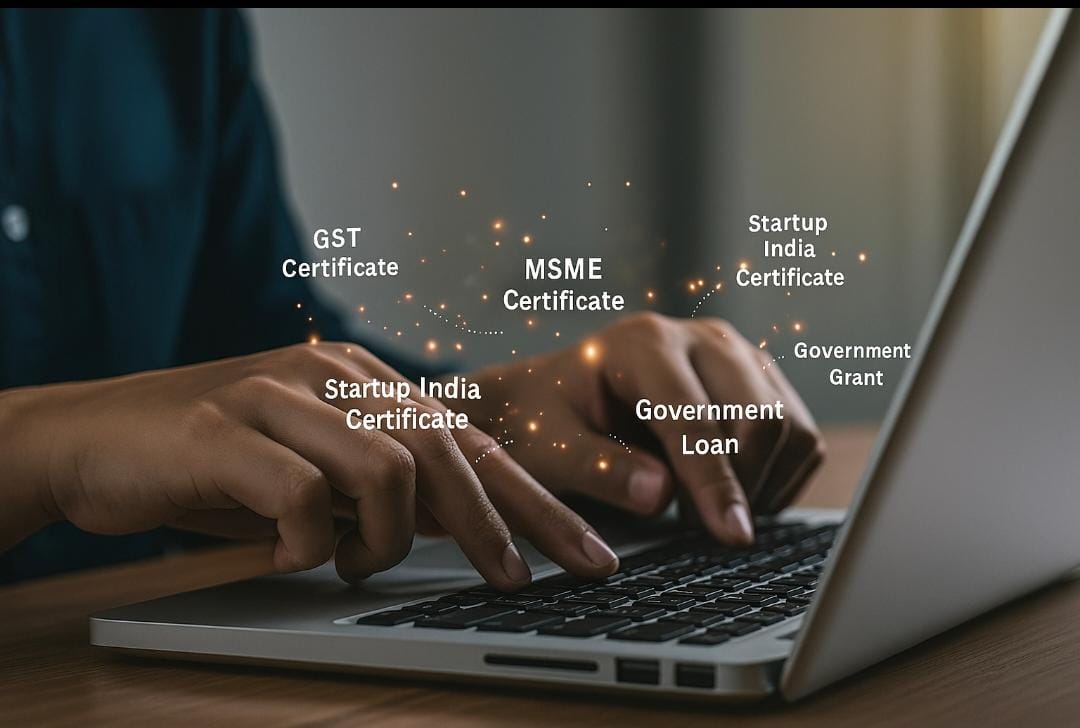 GST
Certificate
MSME
Certificate
Startup
India
Certificate
Government
Grant
Startup India
Certificate
Government
Loan